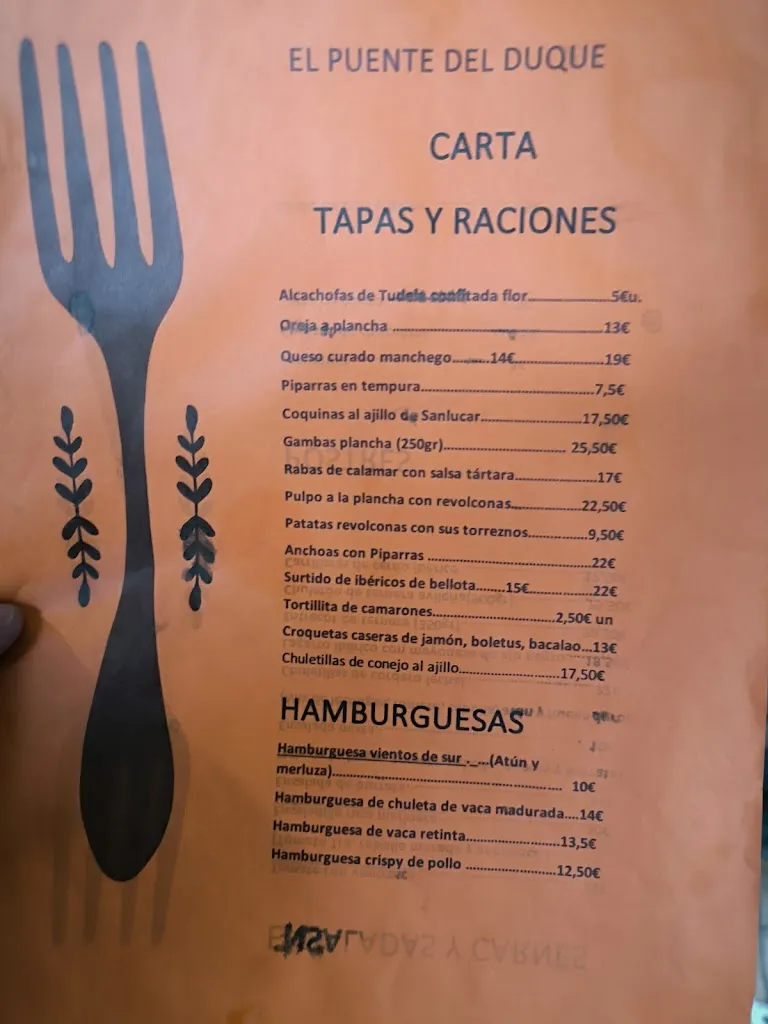 EL PUENTE DEL DUQUE
CARTA
TAPAS Y RACIONES
Alcachofas de Tudela confitada flor......................5€u.
Oreja a plancha ......................................................13€
Queso curado manchego.........14€.......................19€
Piparras en tempura.............................................7,5€
Coquinas al ajillo de Sanlucar..........................17,50€
Gambas plancha (250gr)................................ 25,50€
Rabas de calamar con salsa tártara.....................17€
Pulpo a la plancha con revolconas..................22,50€
Patatas revolconas con sus torreznos...............9,50€
Anchoas con Piparras ..........................................22€
Surtido de ibéricos de bellota........15€.................22€
Tortillita de camarones...............................2,50€ un
Croquetas caseras de jamón, boletus, bacalao...13€
Chuletillas de conejo al ajillo..........................17,50€
HAMBURGUESAS
Hamburguesa vientos de sur ._...(Atún y
merluza)........................................................... 10€
Hamburguesa de chuleta de vaca madurada....14€
Hamburguesa de vaca retinta.......................13,5€
Hamburguesa crispy de pollo .......................12,50€
POSTRES
ENSALADAS Y CARNES